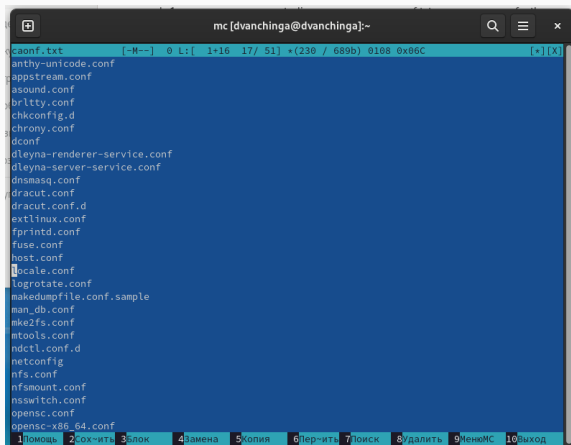 mc [dvanchinga@dvanchinga]:~
caonf.txt [-M--] 0 L:[ 1+16 17/ 51] *(230 / 689b) 0108 0x06C [*][X]
anthy-unicode.conf
appstream.conf
asound.conf
brltty.conf
chkconfig.d
chrony.conf
dconf
dleyna-renderer-service.conf
dleyna-server-service.conf
dnsmasq.conf
dracut.conf
dracut.conf.d
extlinux.conf
fprintd.conf
fuse.conf
host.conf
locale.conf
logrotate.conf
makedumpfile.conf.sample
man_db.conf
mke2fs.conf
mtools.conf
ndctl.conf.d
netconfig
nfs.conf
nfsmount.conf
nsswitch.conf
opensc.conf
opensc-x86_64.conf
1Помощь 2Сох~ить 3Блок 4Замена 5Копия 6Пер~ить 7Поиск 8Удалить 9МенюMC 10Выход